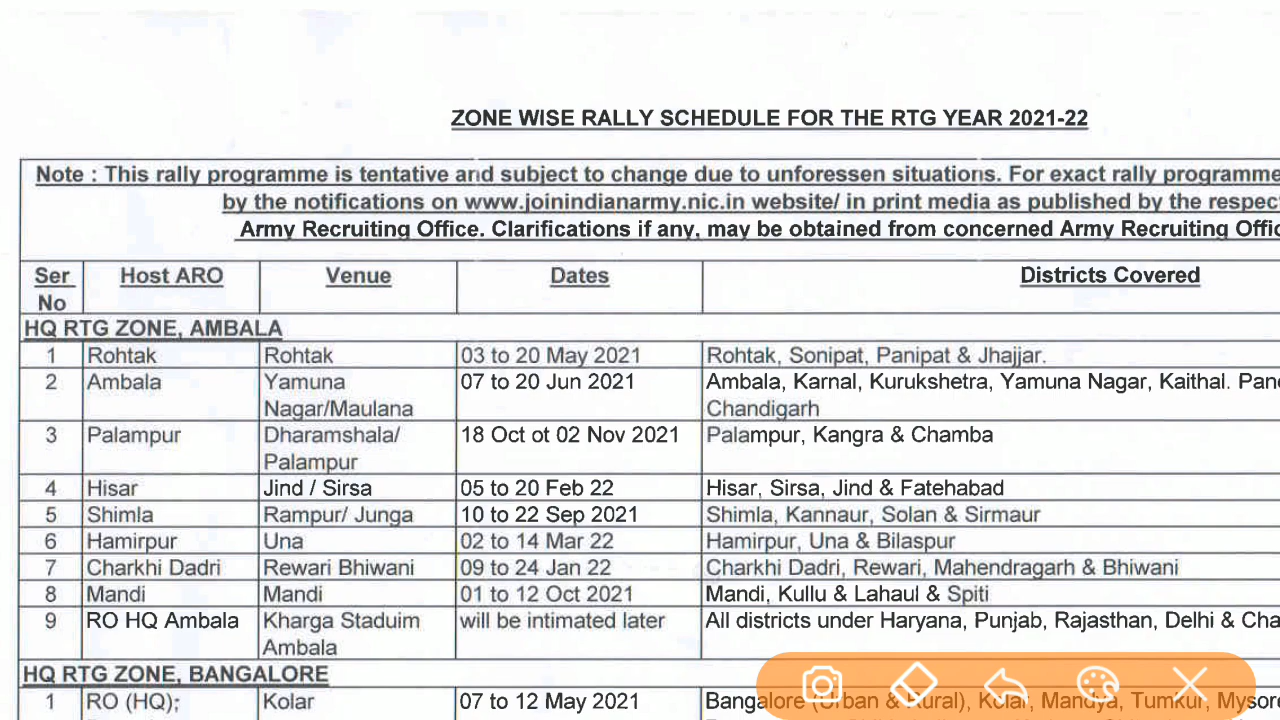 ZONE WISE RALLY SCHEDULE FOR THE RTG YEAR 2021-22
Note : This rally programme is tentative and subject to change due to unforessen situations. For exact rally programme
by the notifications on www.joinindianarmy.nic.in website/ in print media as published by the
Army Recruiting Office. Clarifications if any, may be obtained from concerned Army Recruiting
Ser No Host ARO Venue Dates Districts Covered
HQ RTG ZONE, AMBALA
1 Rohtak Rohtak 03 to 20 May 2021 Rohtak, Sonipat, Panipat & Jhajjar.
2 Ambala Yamuna 07 to 20 Jun 2021 Ambala, Karnal, Kurukshetra, Yamuna Nagar, Kaithal.
Nagar/Maulana Chandigarh
3 Palampur Dharamshala/ 18 Oct ot 02 Nov 2021 Palampur, Kangra & Chamba
Palampur
4 Hisar Jind / Sirsa 05 to 20 Feb 22 Hisar, Sirsa, Jind & Fatehabad
5 Shimla Rampur/ Junga 10 to 22 Sep 2021 Shimla, Kannaur, Solan & Sirmaur
6 Hamirpur Una 02 to 14 Mar 22 Hamirpur, Una & Bilaspur
7 Charkhi Dadri Rewari Bhiwani 09 to 24 Jan 22 Charkhi Dadri, Rewari, Mahendragarh & Bhiwani
8 Mandi Mandi 01 to 12 Oct 2021 Mandi, Kullu & Lahaul & Spiti
9 RO HQ Ambala Kharga Staduim will be intimated later All districts under Haryana, Punjab, Rajasthan, Delhi &
Ambala
HQ RTG ZONE, BANGALORE
1 RO (HQ); Kolar 07 to 12 May 2021 Bangalore (Urban & Rural), Kolar, Mandya, Tumkur,